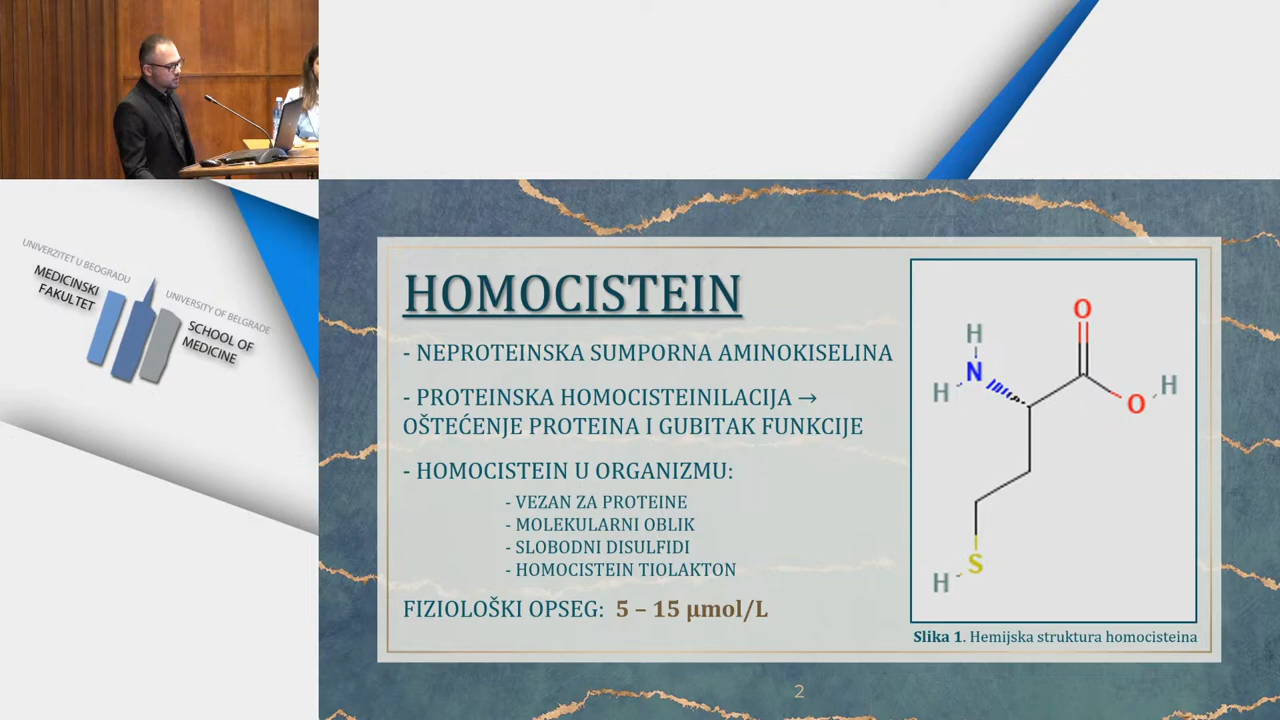 UNIVERZITET U BEOGRADU
MEDICINSKI
FAKULTET
UNIVERSITY OF BELGRADE
SCHOOL OF
MEDICINE
HOMOCISTEIN
- NEPROTEINSKA SUMPORNA AMINOKISELINA
- PROTEINSKA HOMOCISTEINILACIJA →
OŠTEĆENJE PROTEINA I GUBITAK FUNKCIJE
- HOMOCISTEIN U ORGANIZMU:
- VEZAN ZA PROTEINE
- MOLEKULARNI OBLIK
- SLOBODNI DISULFIDI
- HOMOCISTEIN TIOLAKTON
FIZIOLOŠKI OPSEG: 5 – 15 µmol/L
O
H
N
H
H
O
S
H
Slika 1. Hemijska struktura homocisteina
2